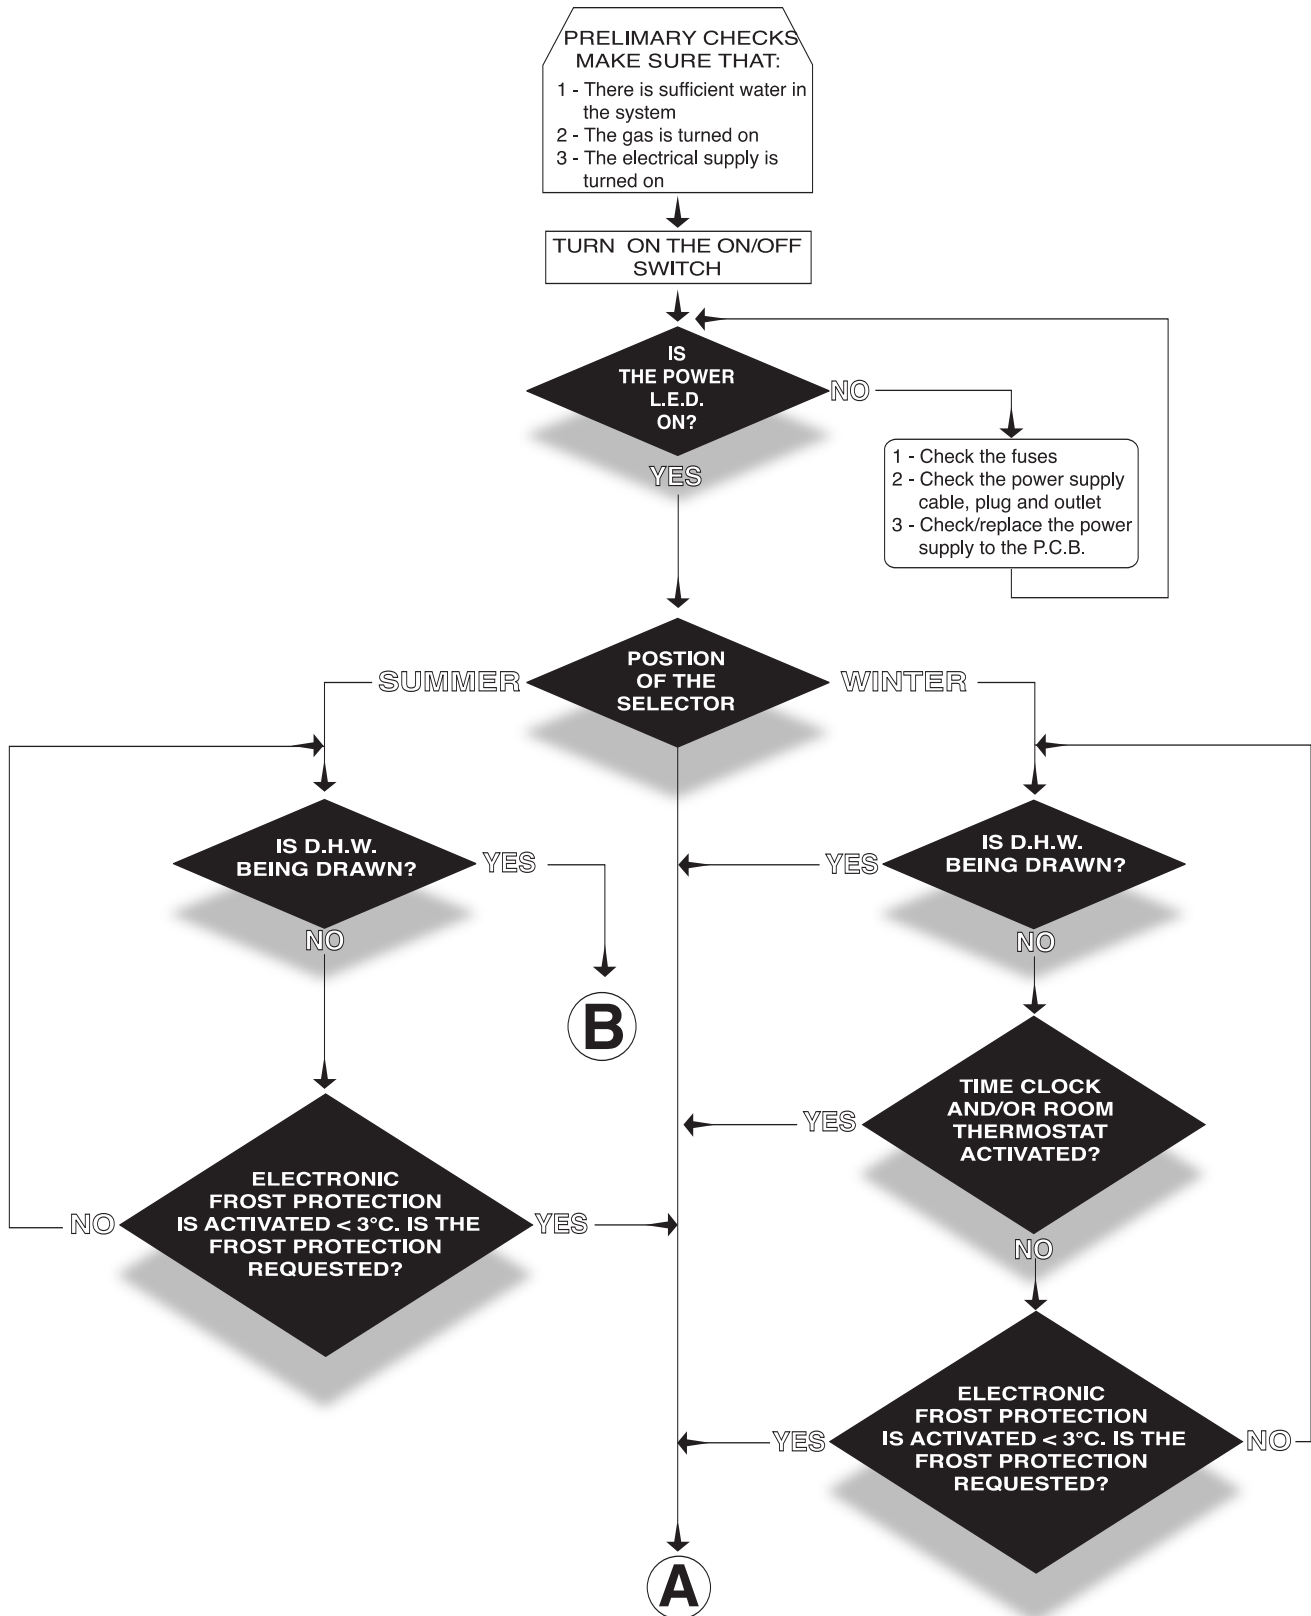 PRELIMARY CHECKS
MAKE SURE THAT:
1 - There is sufficient water in
the system
2 - The gas is turned on
3 - The electrical supply is
turned on
TURN ON THE ON/OFF
SWITCH
IS
THE POWER
L.E.D.
ON?
NO
YES
1 - Check the fuses
2 - Check the power supply
cable, plug and outlet
3 - Check/replace the power
supply to the P.C.B.
POSTION
OF THE
SELECTOR
SUMMER
WINTER
IS D.H.W.
BEING DRAWN?
YES
NO
B
IS D.H.W.
BEING DRAWN?
YES
NO
TIME CLOCK
AND/OR ROOM
THERMOSTAT
ACTIVATED?
YES
NO
ELECTRONIC
FROST PROTECTION
IS ACTIVATED < 3°C. IS THE
FROST PROTECTION
REQUESTED?
NO
YES
ELECTRONIC
FROST PROTECTION
IS ACTIVATED < 3°C. IS THE
FROST PROTECTION
REQUESTED?
YES
NO
A